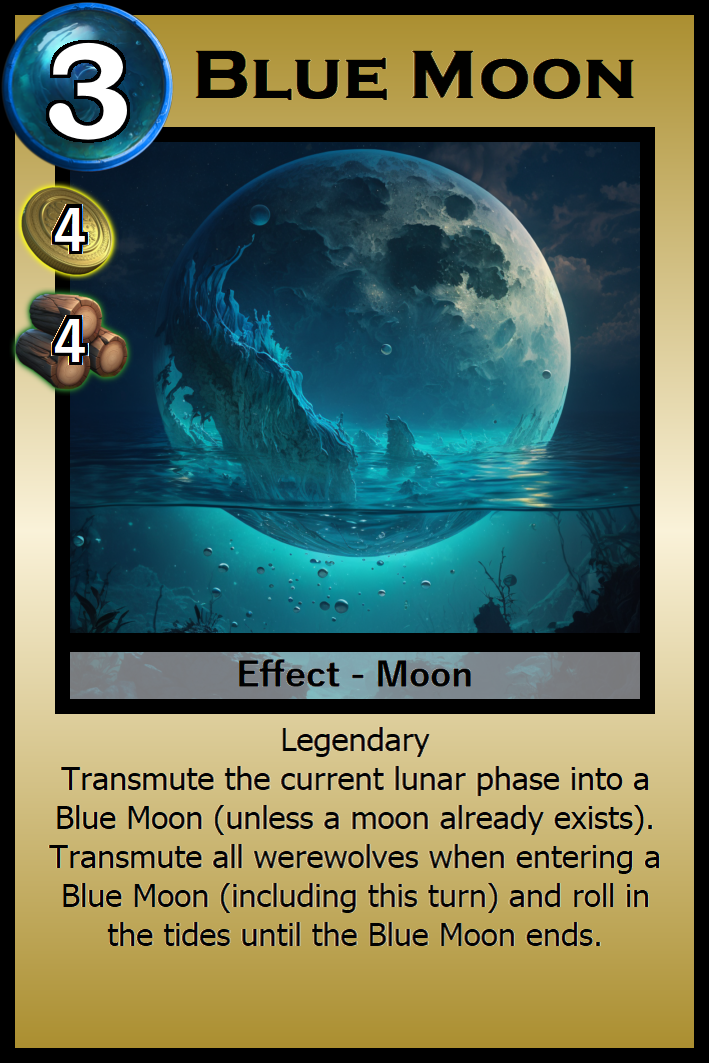 3
Blue Moon
4
4
Effect - Moon
Legendary
Transmute the current lunar phase into a
Blue Moon (unless a moon already exists).
Transmute all werewolves when entering a
Blue Moon (including this turn) and roll in
the tides until the Blue Moon ends.